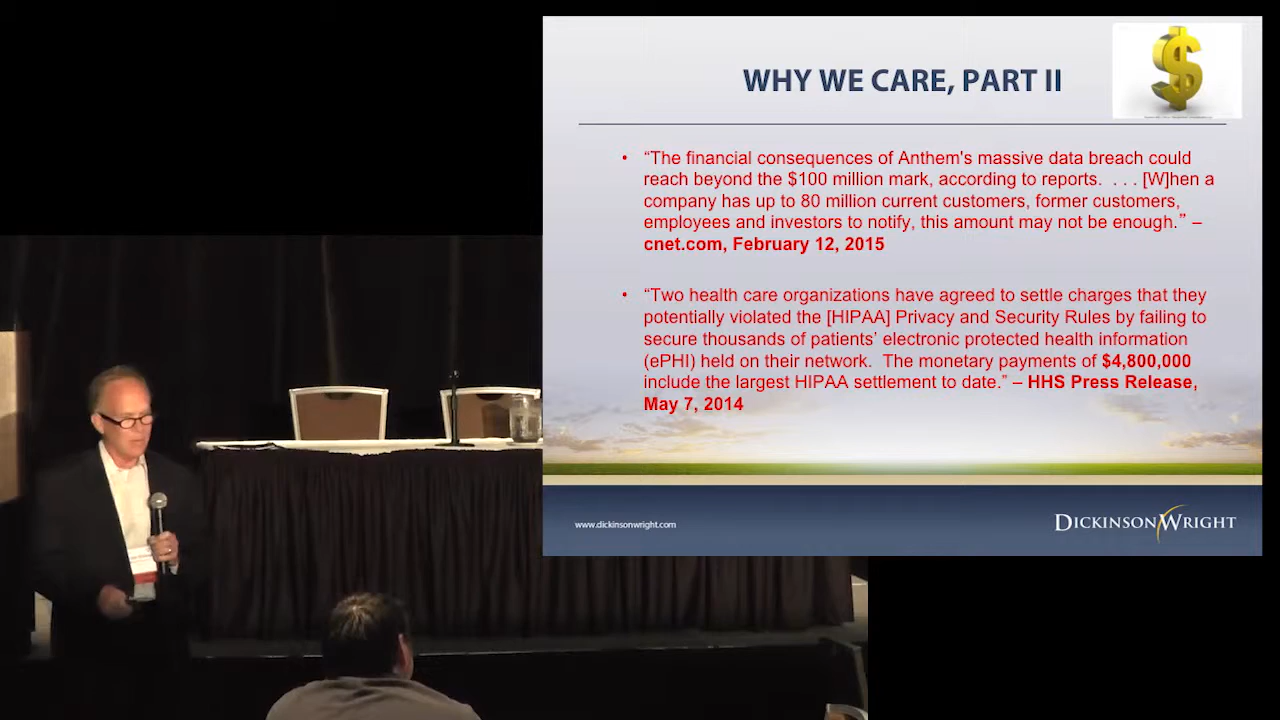 WHY WE CARE, PART II
• “The financial consequences of Anthem's massive data breach could
reach beyond the $100 million mark, according to reports.  . . . [W]hen a
company has up to 80 million current customers, former customers,
employees and investors to notify, this amount may not be enough.” –
cnet.com, February 12, 2015
• “Two health care organizations have agreed to settle charges that they
potentially violated the [HIPAA] Privacy and Security Rules by failing to
secure thousands of patients’ electronic protected health information
(ePHI) held on their network.  The monetary payments of $4,800,000
include the largest HIPAA settlement to date.” – HHS Press Release,
May 7, 2014
www.dickinsonwright.com
DICKINSON WRIGHT